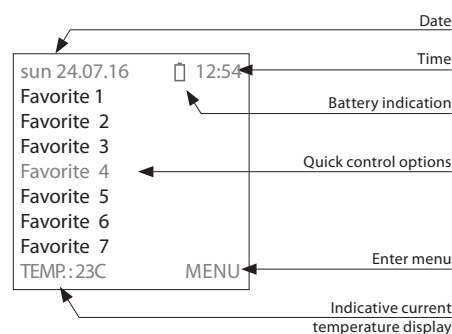 Date
sun 24.07.16 12:54
Time
Favorite 1
Battery indication
Favorite 2
Favorite 3
Favorite 4
Quick control options
Favorite 5
Favorite 6
Favorite 7
TEMP.: 23C MENU
Enter menu
Indicative current
temperature display